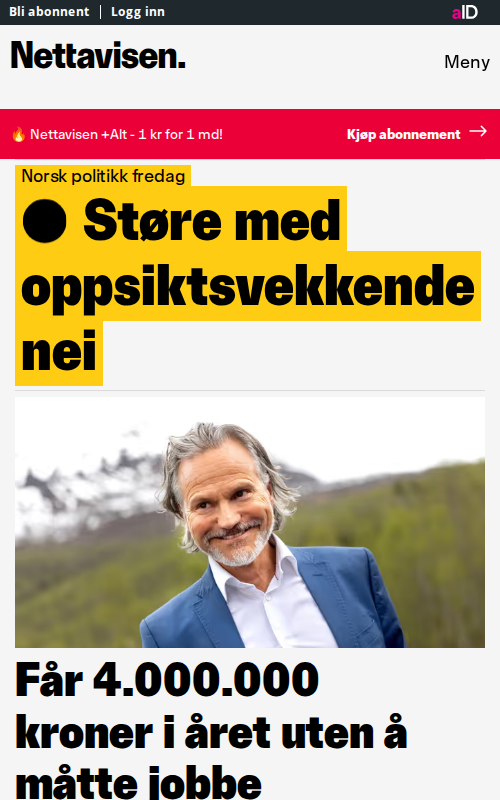 Bli abonnent Logg inn aID
Nettavisen.
Meny
Nettavisen +Alt - 1 kr for 1 md! Kjøp abonnement →
Norsk politikk fredag
● Støre med
oppsiktsvekkende
nei
Får 4.000.000
kroner i året uten å
måtte jobbe